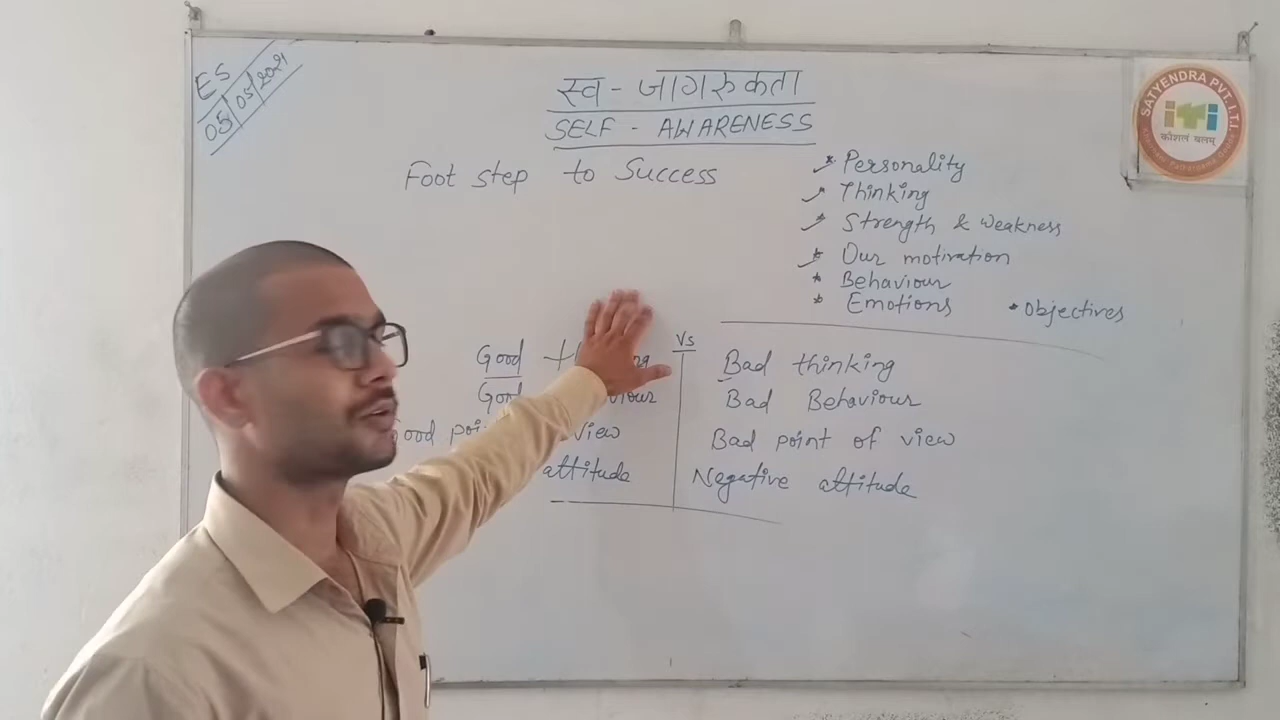 ES
05/05/2021
स्व - जागरुकता
SELF - AWARENESS
Foot step to Success
* Personality
* Thinking
* Strength & Weakness
* Our motivation
* Behaviour
* Emotions * Objectives
SATYENDRA PVT. I.T.I.
iti
कौशलं बलम्
Vs
Good
Bad thinking
Good
Bad Behaviour
Good view
Bad point of view
attitude
Negative attitude